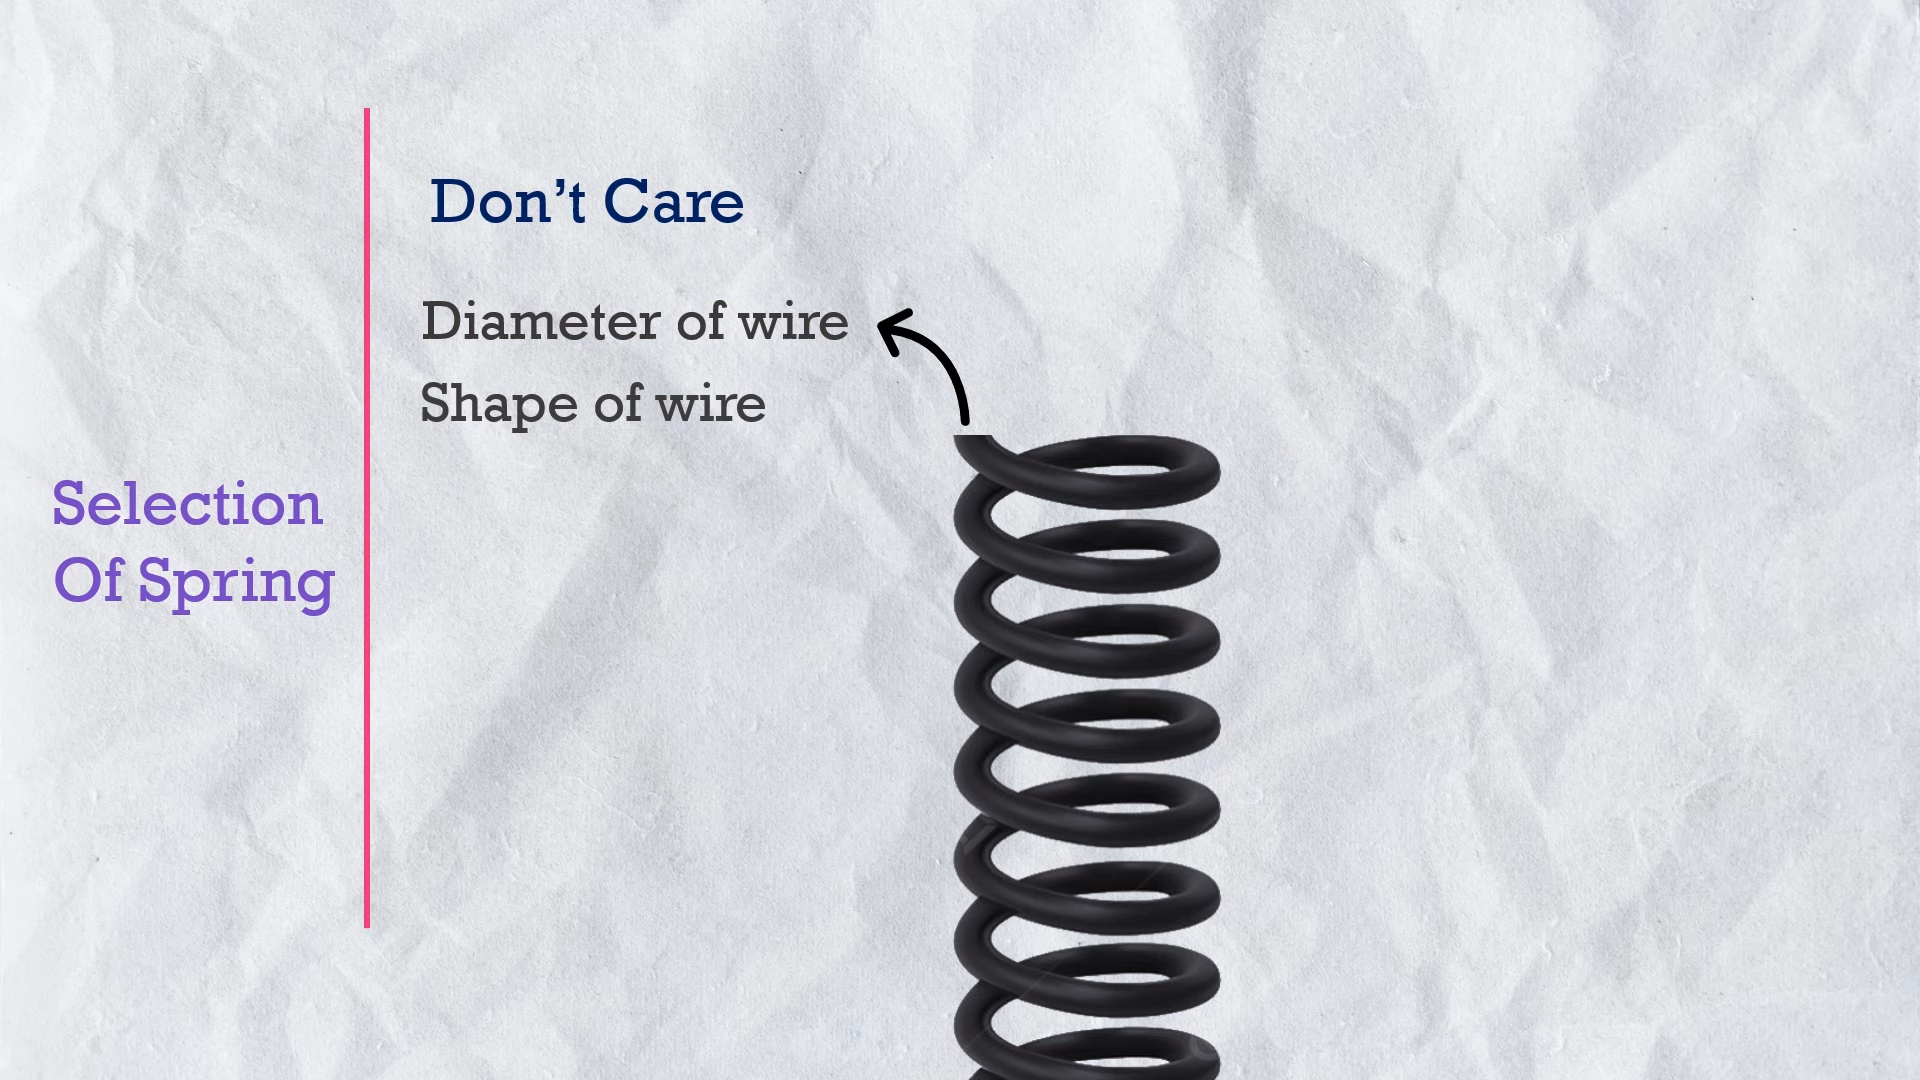 Don’t Care
Diameter of wire
Shape of wire
Selection
Of Spring